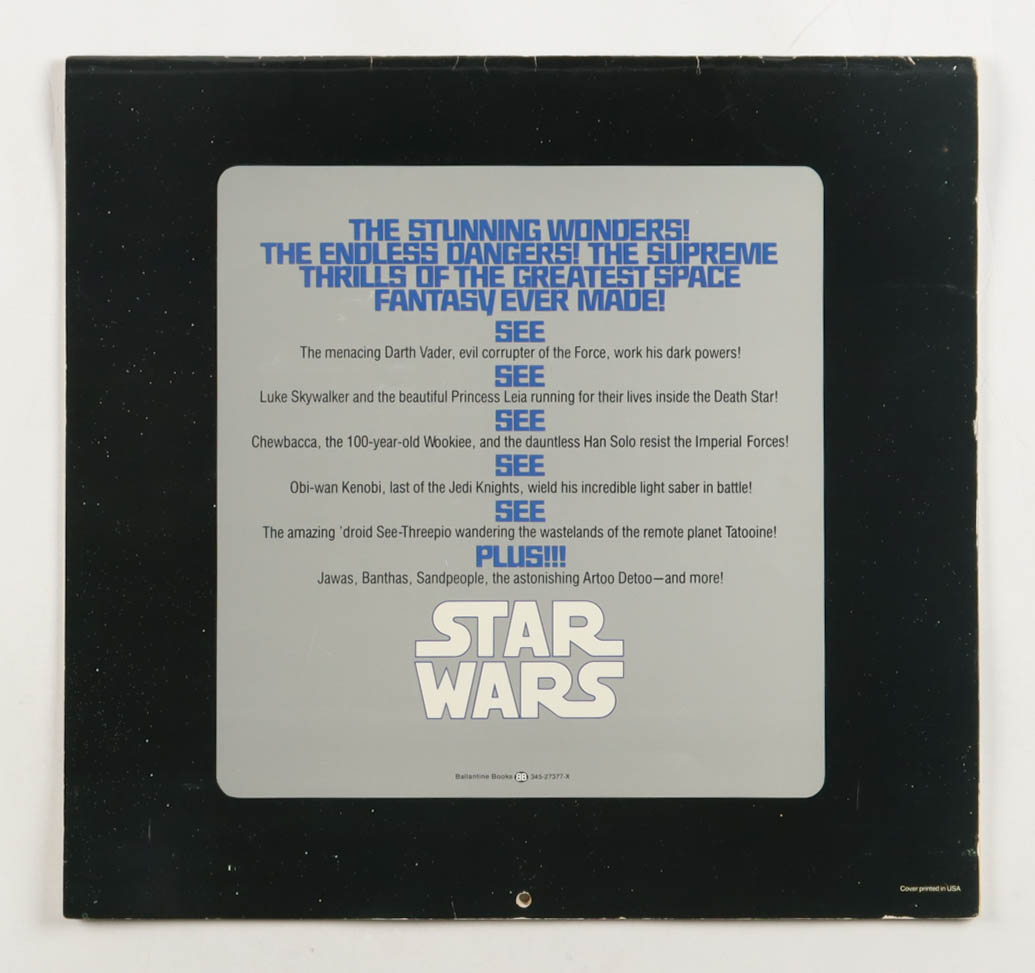 THE STUNNING WONDERS!
THE ENDLESS DANGERS! THE SUPREME
THRILLS OF THE GREATEST SPACE
FANTASY EVER MADE!
SEE
The menacing Darth Vader, evil corrupter of the Force, work his dark powers!
SEE
Luke Skywalker and the beautiful Princess Leia running for their lives inside the Death Star!
SEE
Chewbacca, the 100-year-old Wookiee, and the dauntless Han Solo resist the Imperial Forces!
SEE
Obi-wan Kenobi, last of the Jedi Knights, wield his incredible light saber in battle!
SEE
The amazing 'droid See-Threepio wandering the wastelands of the remote planet Tatooine!
PLUS!!!
Jawas, Banthas, Sandpeople, the astonishing Artoo Detoo—and more!
STAR
WARS
Ballantine Books BB 345-27377-X
Cover printed in USA